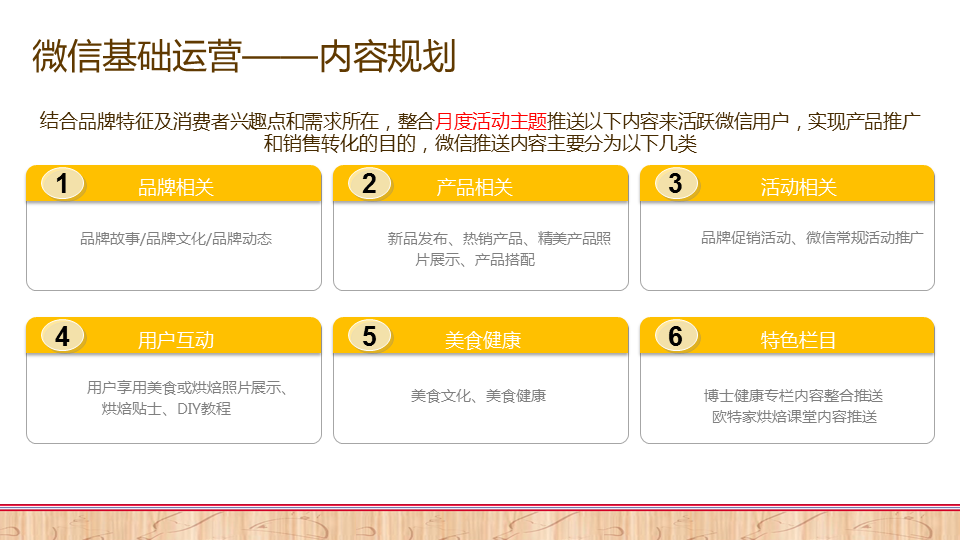 微信基础运营——内容规划
结合品牌特征及消费者兴趣点和需求所在，整合月度活动主题推送以下内容来活跃微信用户，实现产品推广
和销售转化的目的，微信推送内容主要分为以下几类
1 品牌相关
品牌故事/品牌文化/品牌动态
2 产品相关
新品发布、热销产品、精美产品照
片展示、产品搭配
3 活动相关
品牌促销活动、微信常规活动推广
4 用户互动
用户享用美食或烘焙照片展示、
烘焙贴士、DIY教程
5 美食健康
美食文化、美食健康
6 特色栏目
博士健康专栏内容整合推送
欧特家烘焙课堂内容推送